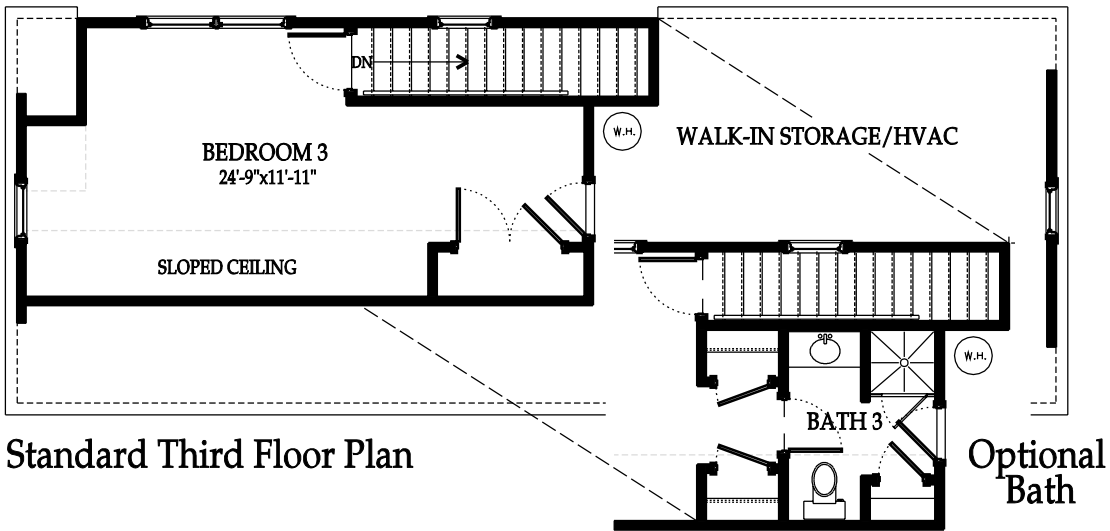 DN
W.H.
WALK-IN STORAGE/HVAC
BEDROOM 3
24'-9"x11'-11"
SLOPED CEILING
W.H.
BATH 3
Standard Third Floor Plan
Optional
Bath